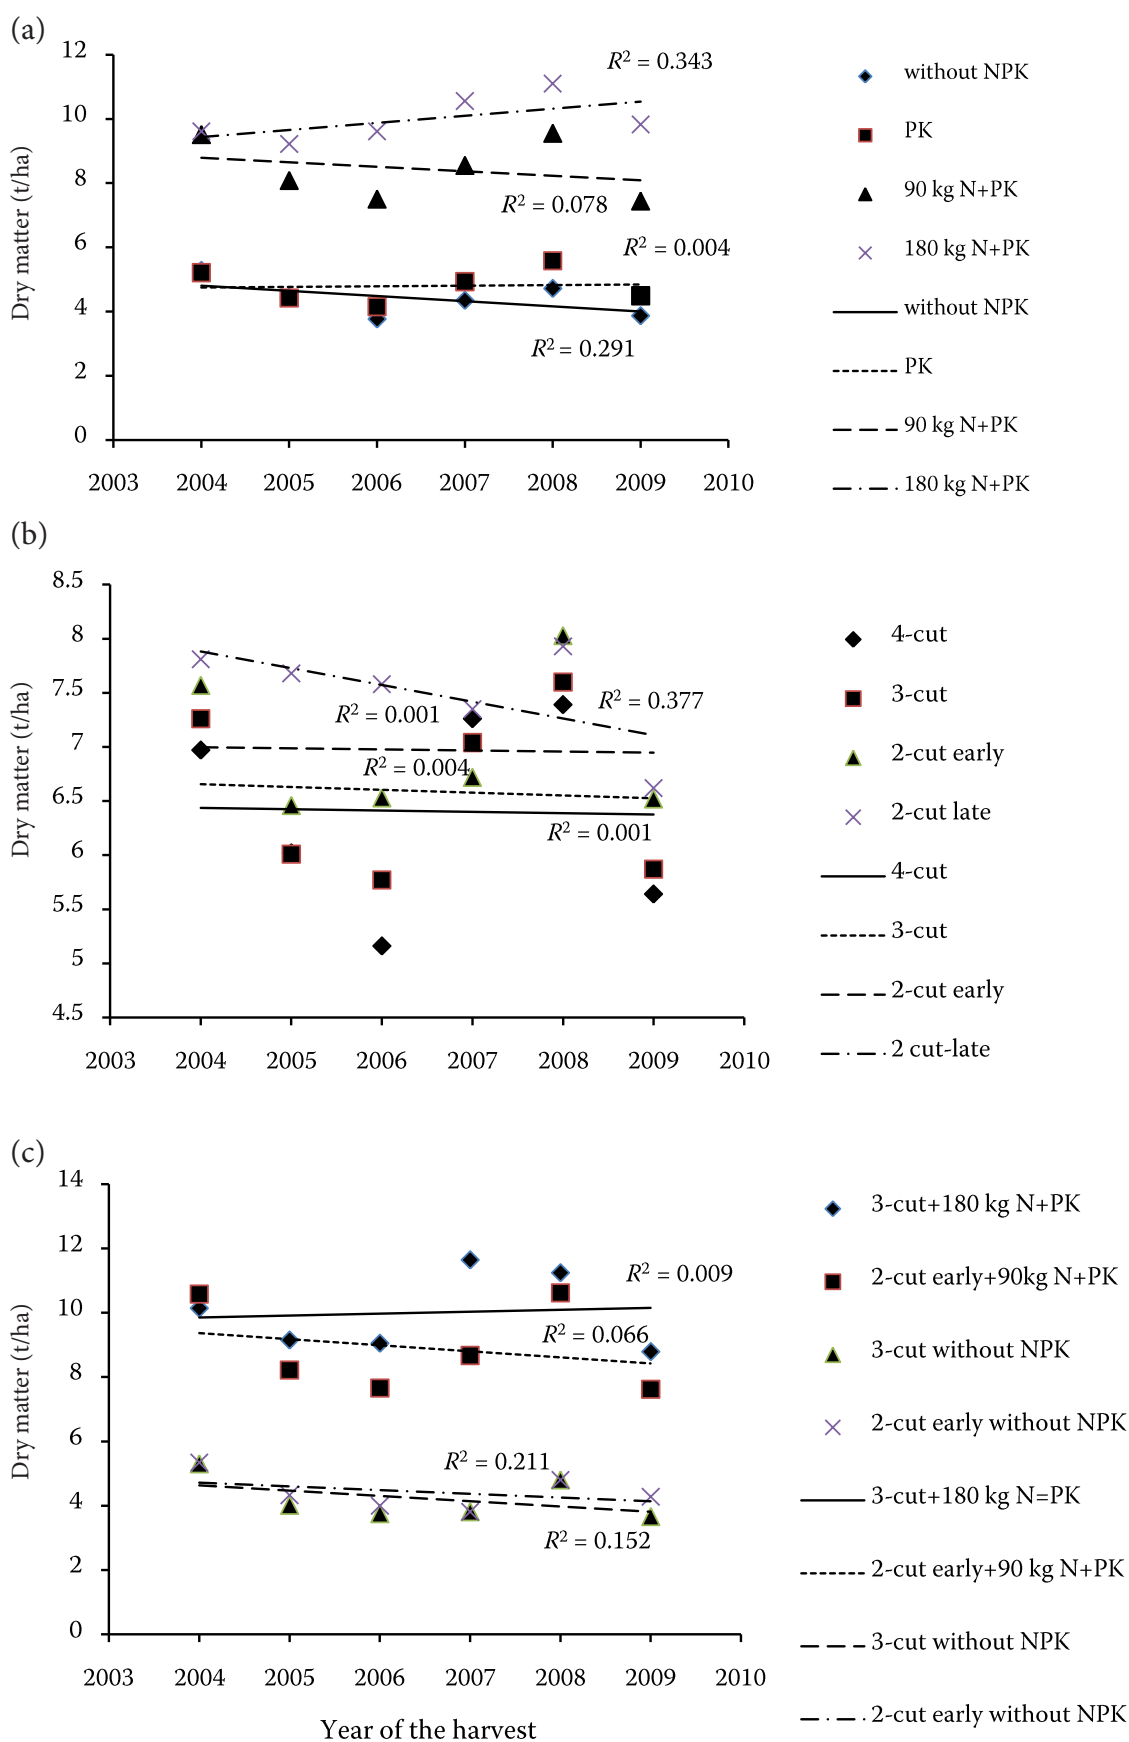 (a)
12
10
8
6
4
2
0
Dry matter (t/ha)
2003 2004 2005 2006 2007 2008 2009 2010
R² = 0.343
R² = 0.078
R² = 0.004
R² = 0.291
without NPK
PK
90 kg N+PK
180 kg N+PK
without NPK
PK
90 kg N+PK
180 kg N+PK
(b)
8.5
8
7.5
7
6.5
6
5.5
5
4.5
Dry matter (t/ha)
2003 2004 2005 2006 2007 2008 2009 2010
R² = 0.377
R² = 0.001
R² = 0.004
R² = 0.001
4-cut
3-cut
2-cut early
2-cut late
4-cut
3-cut
2-cut early
2 cut-late
(c)
14
12
10
8
6
4
2
0
Dry matter (t/ha)
2003 2004 2005 2006 2007 2008 2009 2010
Year of the harvest
R² = 0.009
R² = 0.066
R² = 0.211
R² = 0.152
3-cut+180 kg N+PK
2-cut early+90kg N+PK
3-cut without NPK
2-cut early without NPK
3-cut+180 kg N=PK
2-cut early+90 kg N+PK
3-cut without NPK
2-cut early without NPK